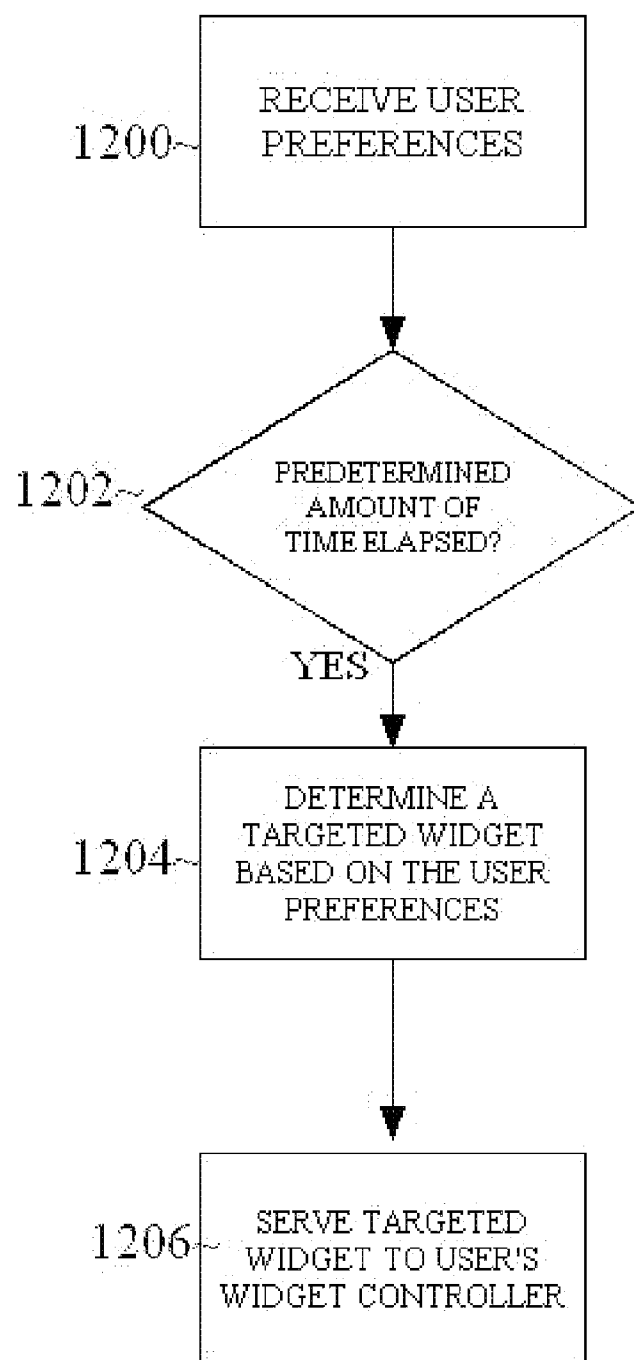 1200
RECEIVE USER
PREFERENCES
1202
PREDETERMINED
AMOUNT OF
TIME ELAPSED?
YES
1204
DETERMINE A
TARGETED WIDGET
BASED ON THE USER
PREFERENCES
1206
SERVE TARGETED
WIDGET TO USER'S
WIDGET CONTROLLER